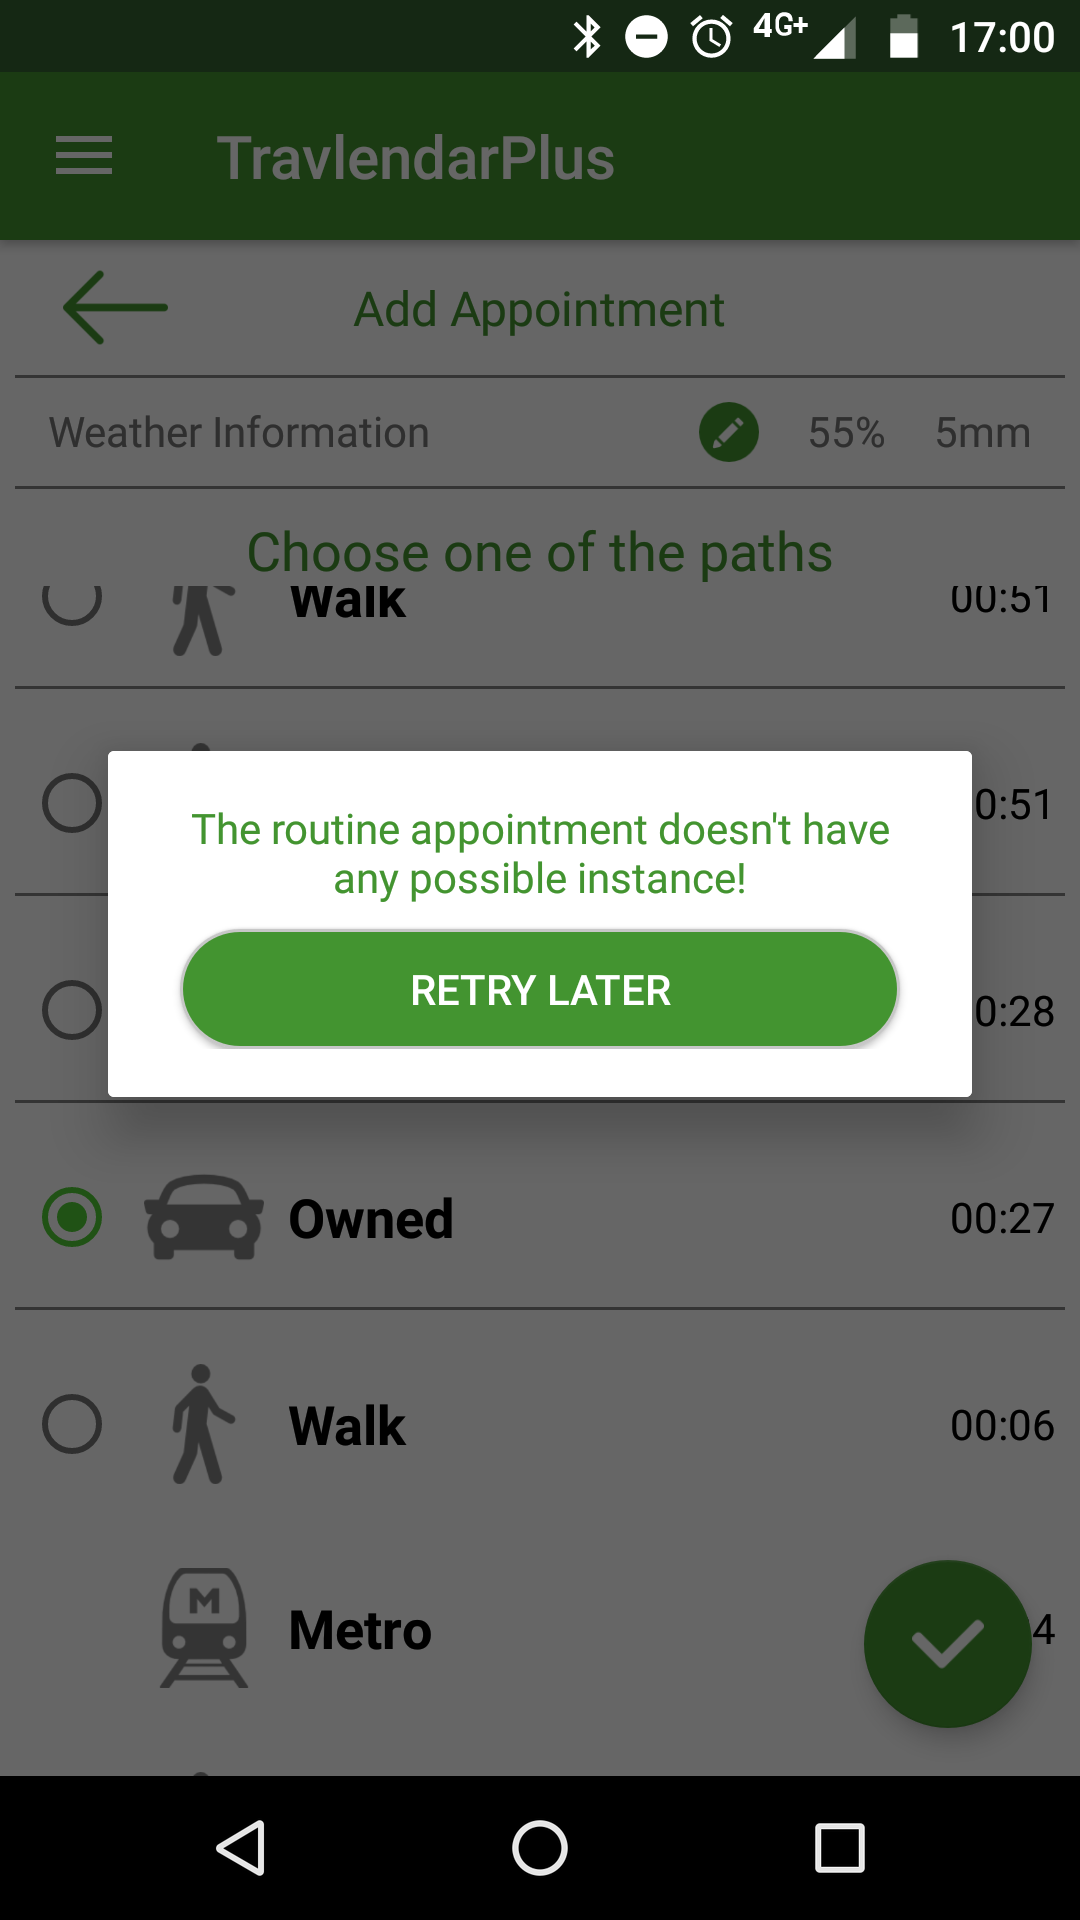 4G+ 17:00
TravlendarPlus
Add Appointment
Weather Information 55% 5mm
Choose one of the paths
Walk 00:51
0:51
The routine appointment doesn't have
any possible instance!
RETRY LATER
0:28
Owned 00:27
Walk 00:06
M Metro 4